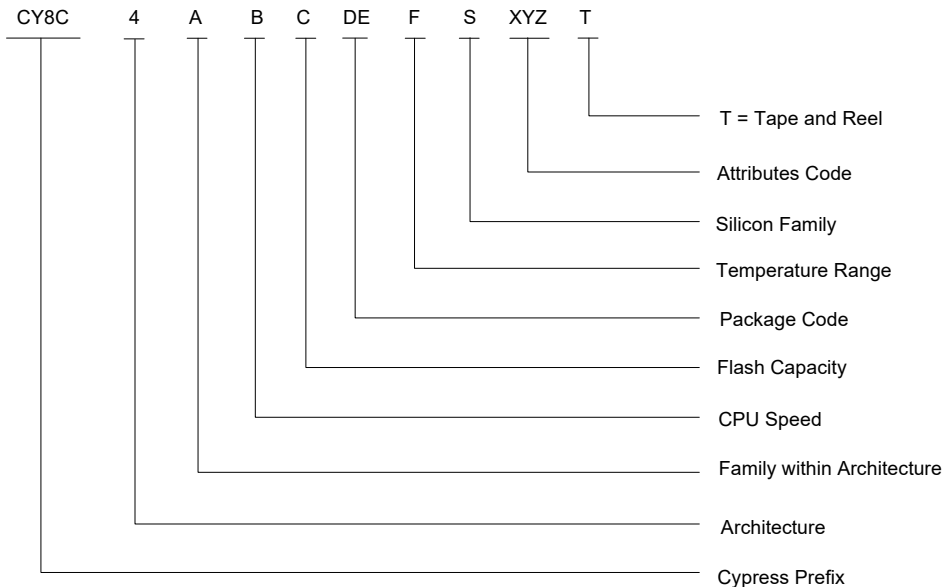 CY8C 4 A B C DE F S XYZ T
T = Tape and Reel
Attributes Code
Silicon Family
Temperature Range
Package Code
Flash Capacity
CPU Speed
Family within Architecture
Architecture
Cypress Prefix